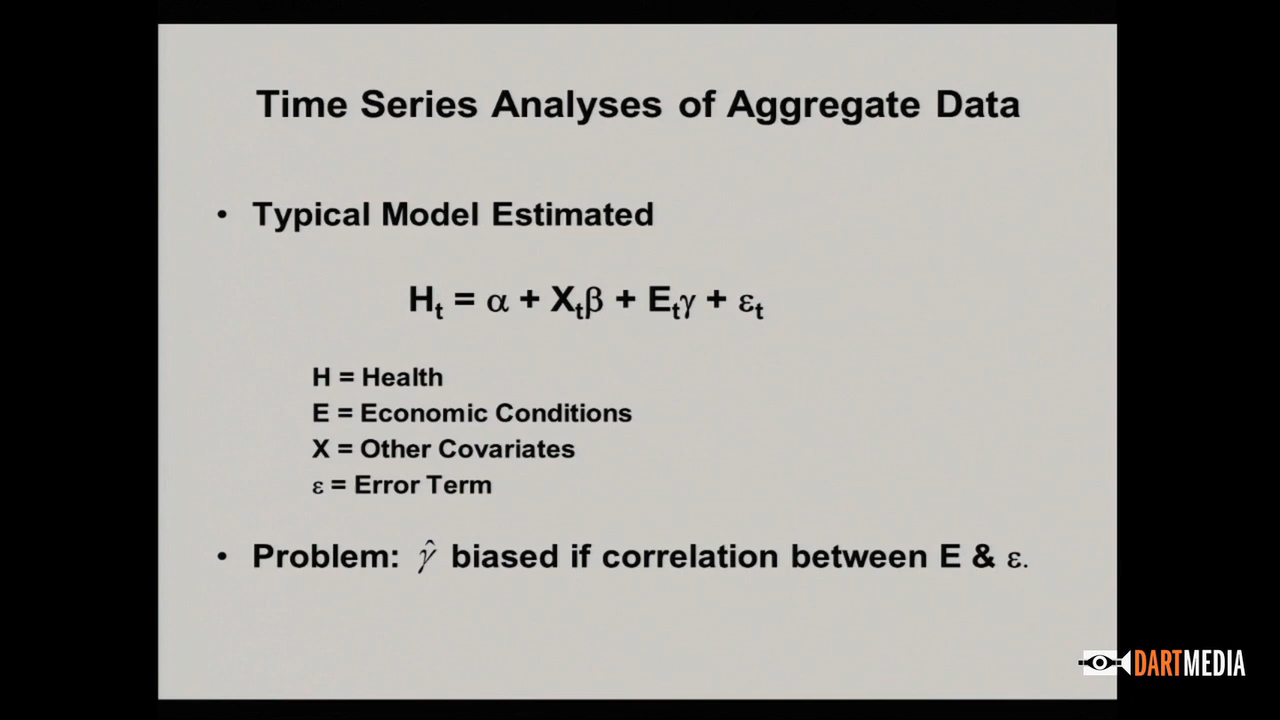 Time Series Analyses of Aggregate Data
• Typical Model Estimated
Hₜ = α + Xₜβ + Eₜγ + εₜ
H = Health
E = Economic Conditions
X = Other Covariates
ε = Error Term
• Problem: γ̂ biased if correlation between E & ε.
DARTMEDIA